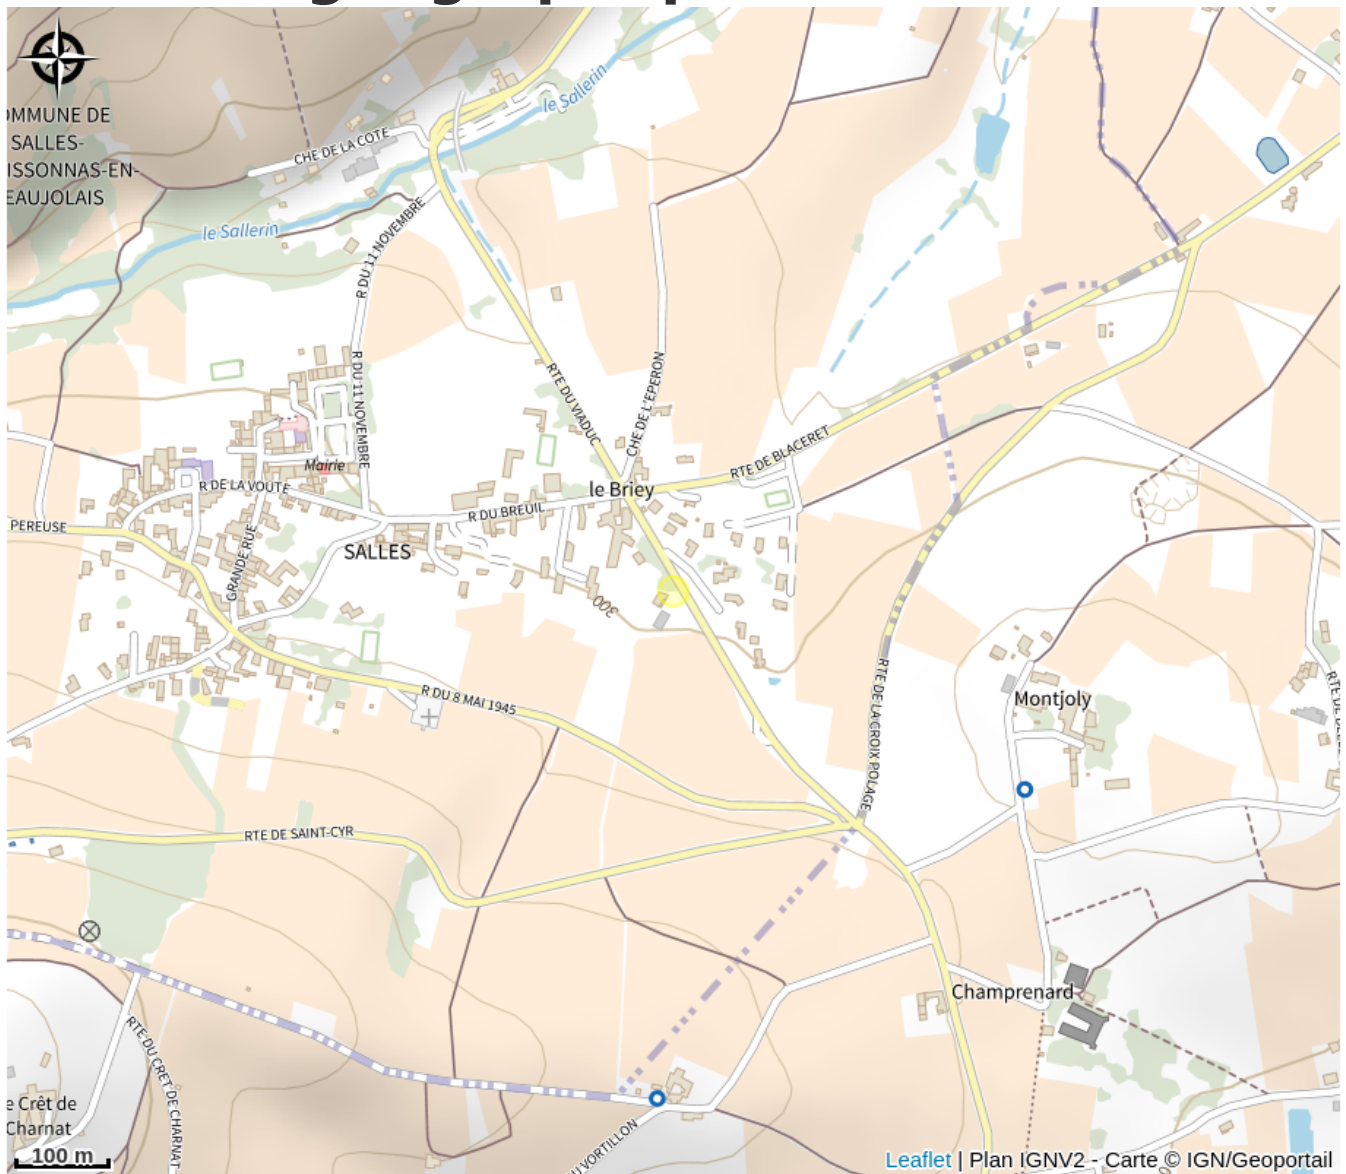 OMMUNE DE
SALLES-
ISSONNAS-EN-
EAUJOLAIS
CHE DE LA COTE
le Sallerin
le Sallerin
R DU 11 NOVEMBRE
R DU 11 NOVEMBRE
RTE DU VIADUC
CHE DE L'EPERON
RTE DE BLACERET
Mairie
R DE LA VOUTE
le Briey
R DU BREUIL
PEREUSE
SALLES
GRANDE RUE
300
R DU 8 MAI 1945
RTE DE LA CROIX POLAGE
Montjoly
RTE DE SAINT-CYR
Champrenard
RTE DU CRET DE CHARNAT
e Crêt de
Charnat
U VORTILLON
100 m
Leaflet | Plan IGNV2 - Carte © IGN/Geoportail